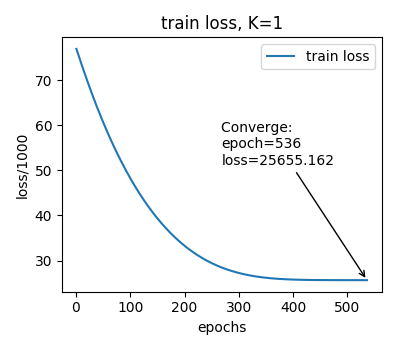 train loss, K=1
train loss
Converge:
epoch=536
loss=25655.162
loss/1000
70
60
50
40
30
0
100
200
300
400
500
epochs